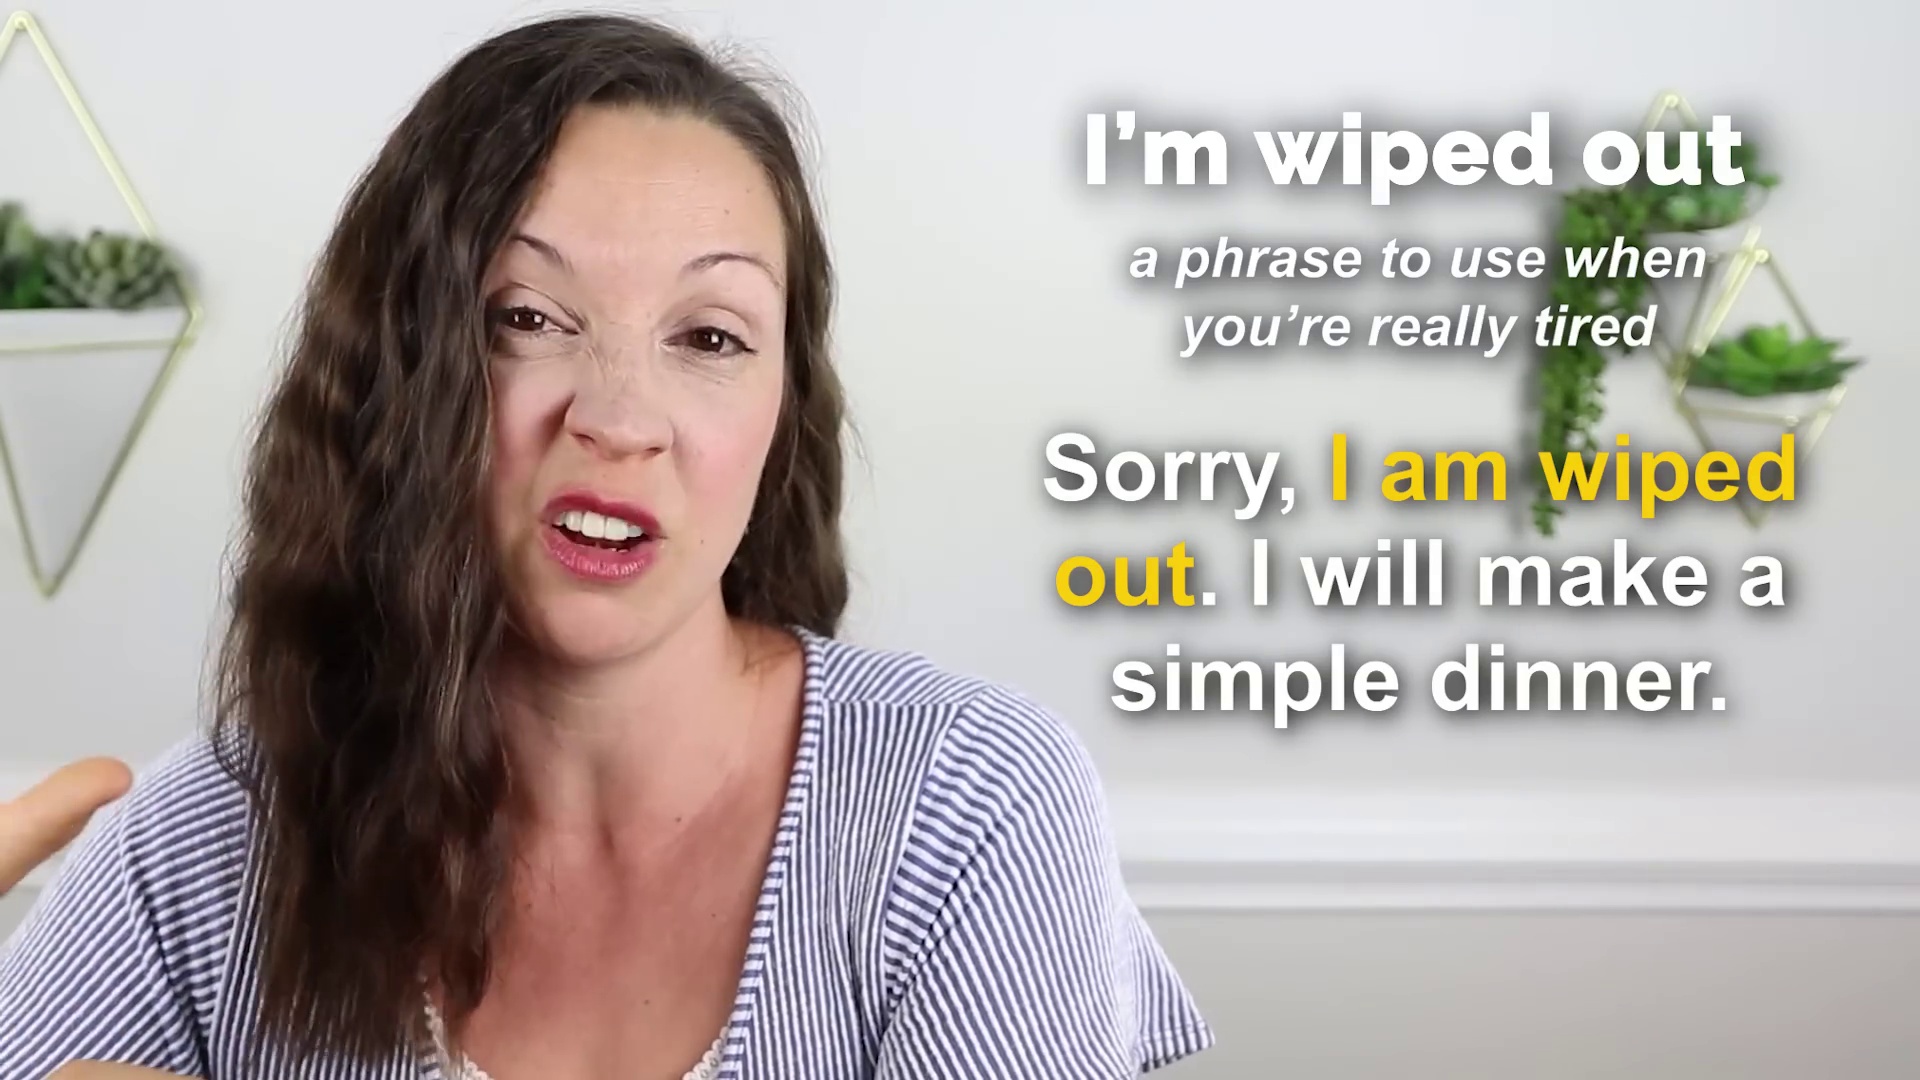 I’m wiped out
a phrase to use when
you’re really tired
Sorry, I am wiped
out. I will make a
simple dinner.